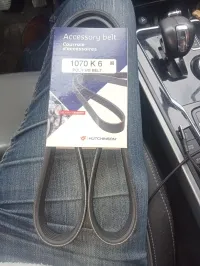 Accessory belt
Courroie
d'accessoires
1070 K 6
HUTCHINSON